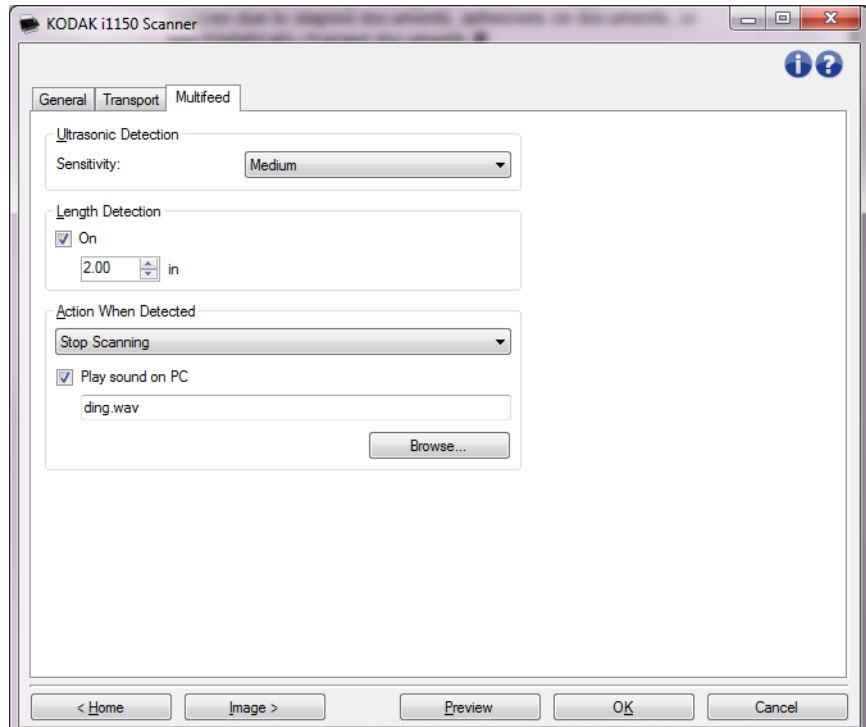 KODAK i1150 Scanner
General Transport Multifeed
Ultrasonic Detection
Sensitivity: Medium
Length Detection
On
2.00 in
Action When Detected
Stop Scanning
Play sound on PC
ding.wav
Browse...
< Home Image > Preview OK Cancel